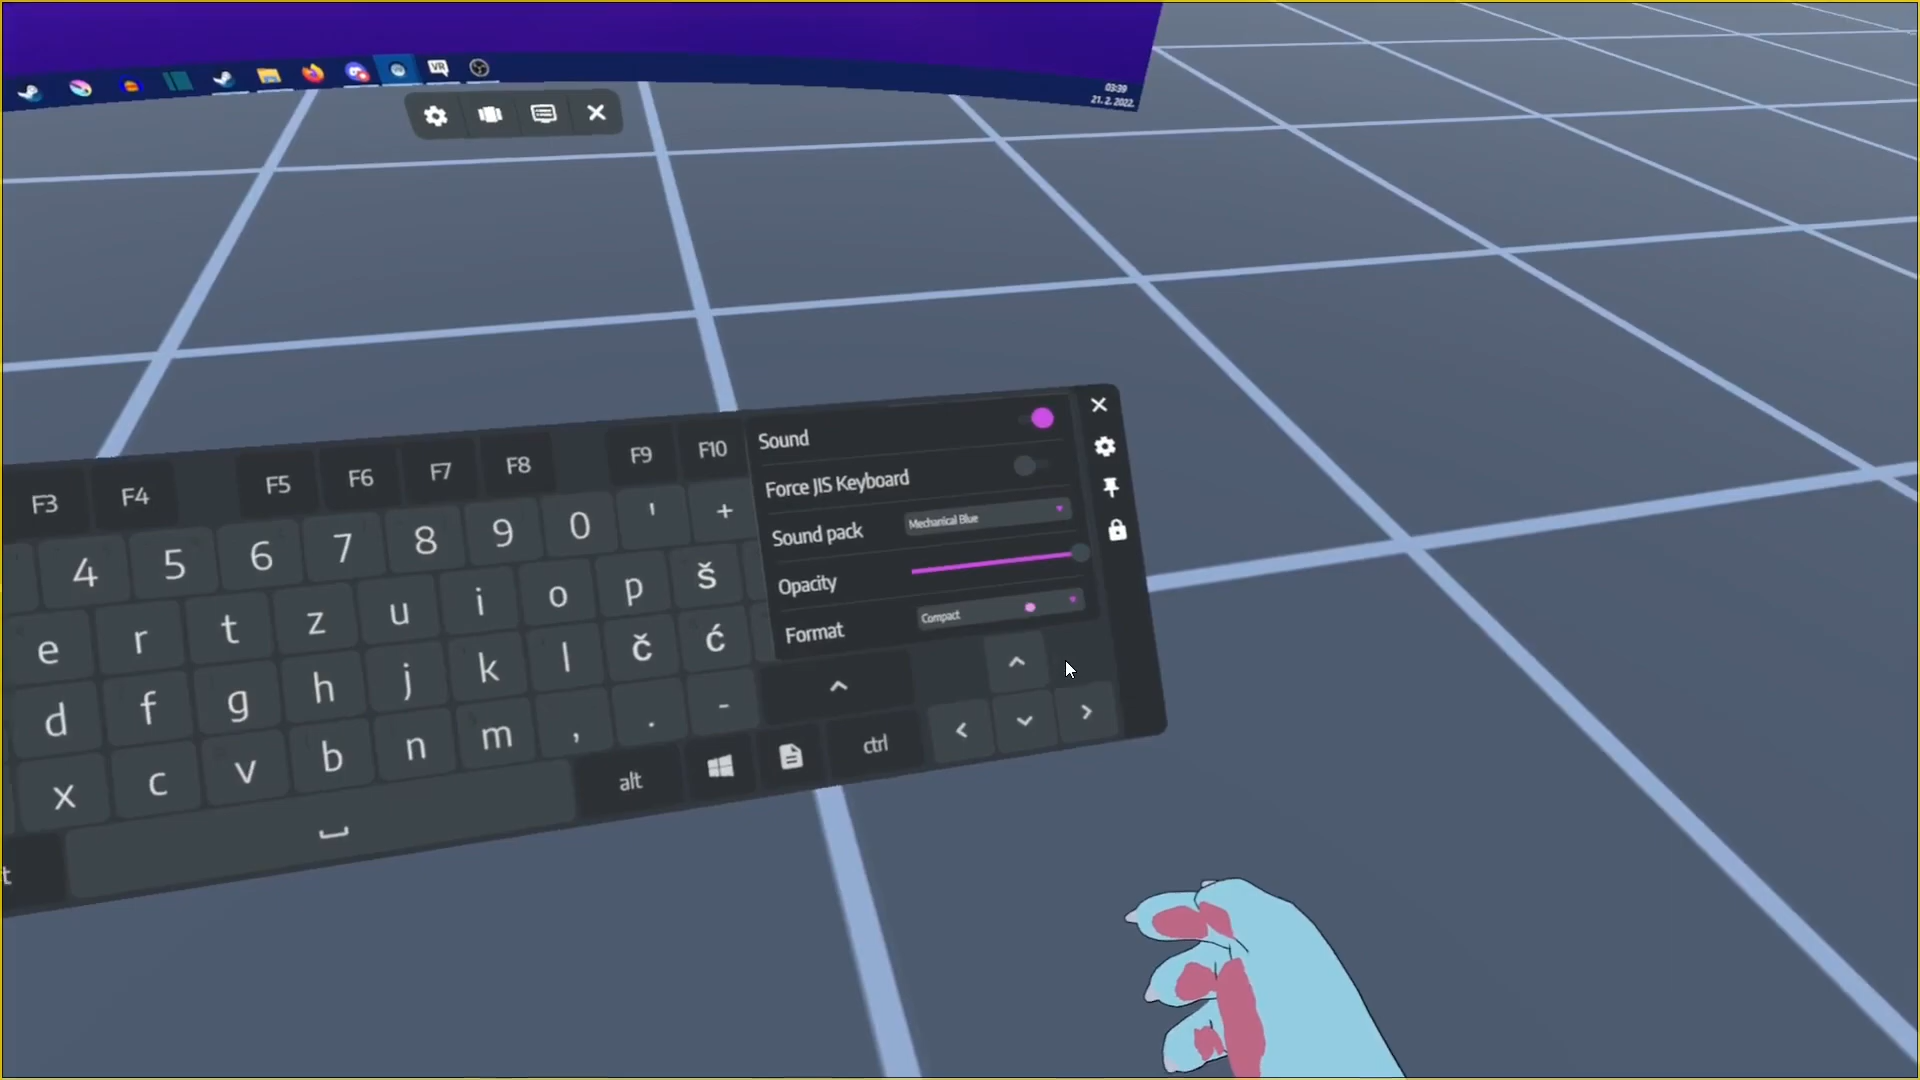 VR
03:39
21. 2. 2022.
Sound
Force JIS Keyboard
Sound pack
Mechanical Blue
Opacity
Format
Compact
F3 F4 F5 F6 F7 F8 F9 F10
4 5 6 7 8 9 0 ' +
e r t z u i o p š
d f g h j k l č ć
x c v b n m , . -
t alt ctrl